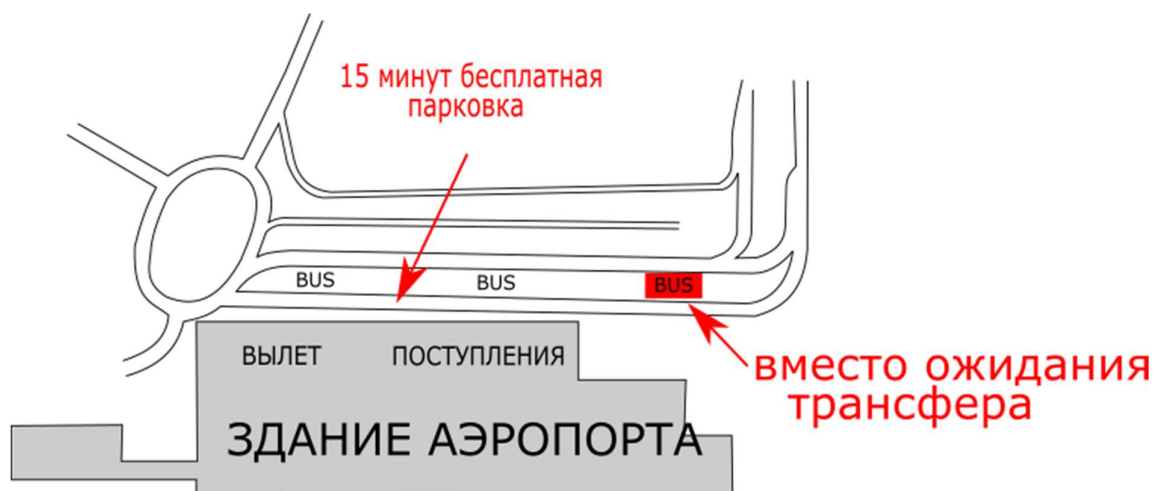 15 минут бесплатная
парковка
BUS
BUS
BUS
вместо ожидания
трансфера
ВЫЛЕТ
ПОСТУПЛЕНИЯ
ЗДАНИЕ АЭРОПОРТА